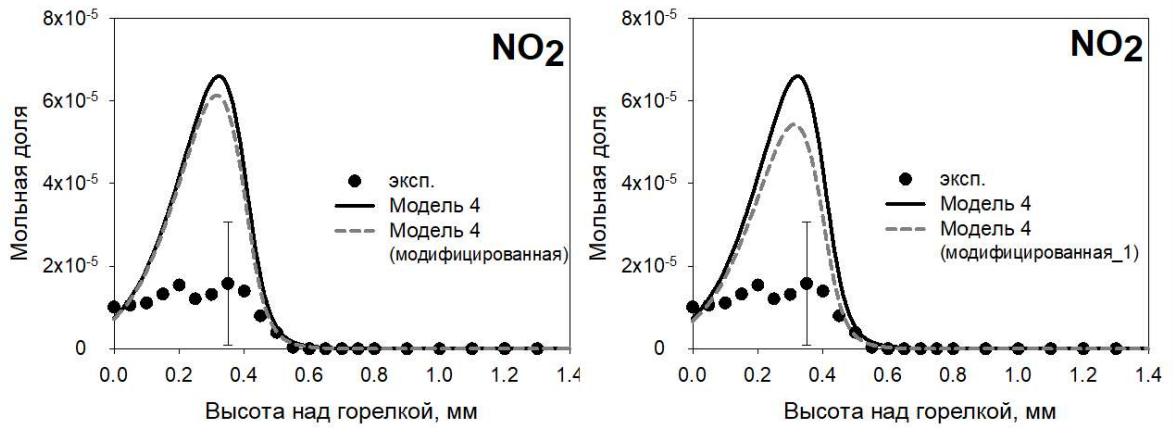 8x10-5
6x10-5
4x10-5
2x10-5
0
0.0 0.2 0.4 0.6 0.8 1.0 1.2 1.4
Мольная доля
Высота над горелкой, мм
NO2
эксп.
Модель 4
Модель 4
(модифицированная)
8x10-5
6x10-5
4x10-5
2x10-5
0
0.0 0.2 0.4 0.6 0.8 1.0 1.2 1.4
Мольная доля
Высота над горелкой, мм
NO2
эксп.
Модель 4
Модель 4
(модифицированная_1)